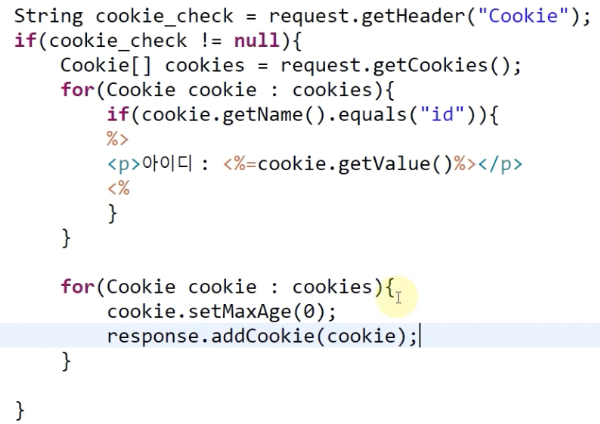 String cookie_check = request.getHeader("Cookie");
if(cookie_check != null){
    Cookie[] cookies = request.getCookies();
    for(Cookie cookie : cookies){
        if(cookie.getName().equals("id")){
        %>
        <p>아이디 : <%=cookie.getValue()%></p>
        <%
        }
    }

    for(Cookie cookie : cookies){
        cookie.setMaxAge(0);
        response.addCookie(cookie);
    }

}